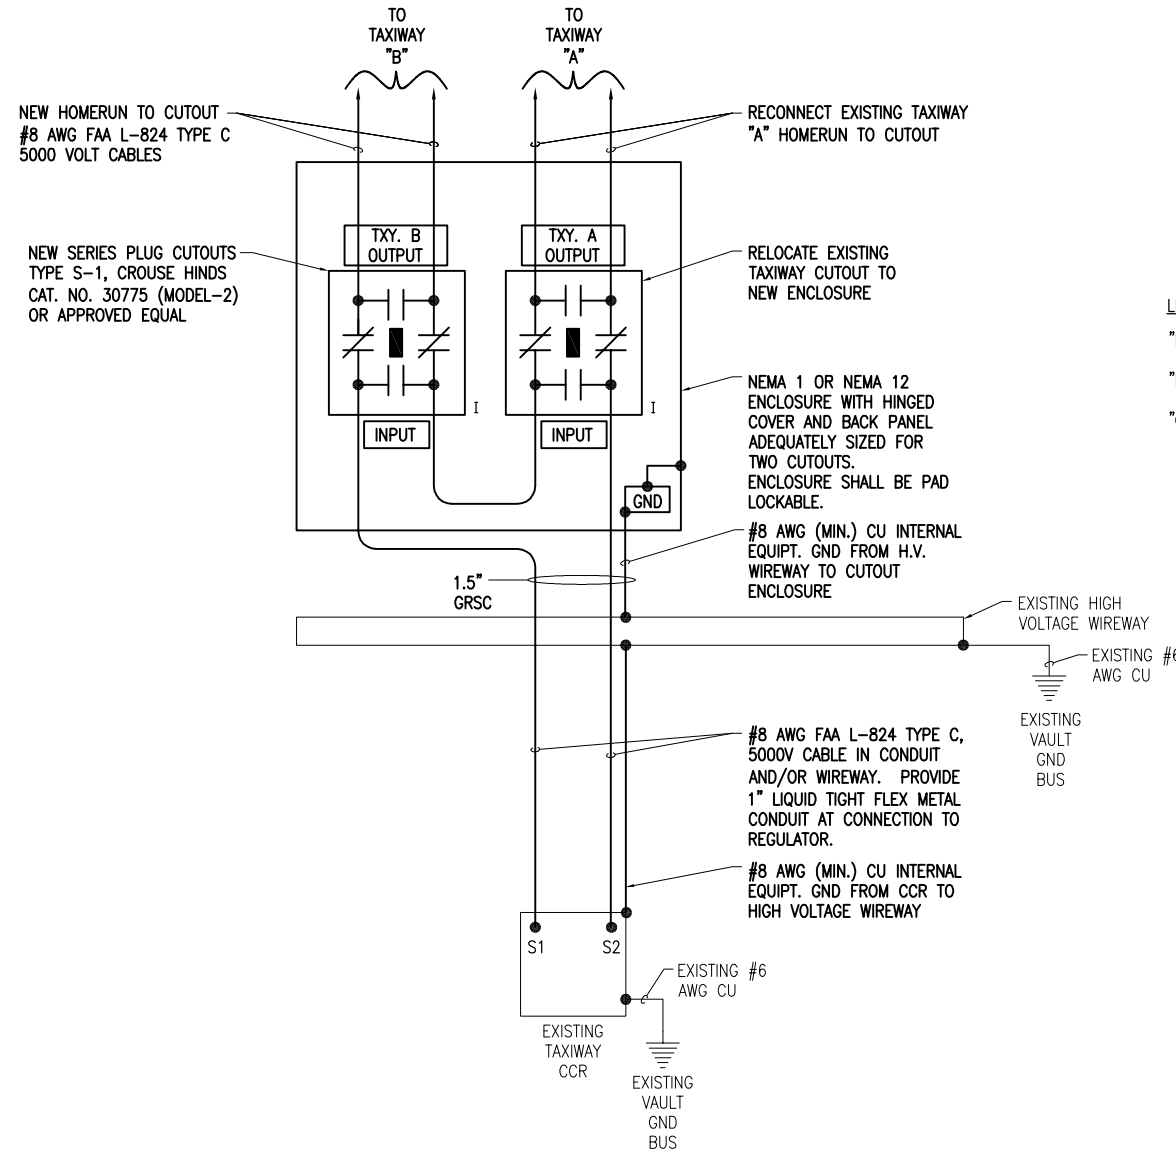 TO
TAXIWAY
"B"
TO
TAXIWAY
"A"
NEW HOMERUN TO CUTOUT
#8 AWG FAA L-824 TYPE C
5000 VOLT CABLES
RECONNECT EXISTING TAXIWAY
"A" HOMERUN TO CUTOUT
TXY. B
OUTPUT
TXY. A
OUTPUT
NEW SERIES PLUG CUTOUTS
TYPE S-1, CROUSE HINDS
CAT. NO. 30775 (MODEL-2)
OR APPROVED EQUAL
RELOCATE EXISTING
TAXIWAY CUTOUT TO
NEW ENCLOSURE
I
I
INPUT
INPUT
NEMA 1 OR NEMA 12
ENCLOSURE WITH HINGED
COVER AND BACK PANEL
ADEQUATELY SIZED FOR
TWO CUTOUTS.
ENCLOSURE SHALL BE PAD
LOCKABLE.
GND
#8 AWG (MIN.) CU INTERNAL
EQUIPT. GND FROM H.V.
WIREWAY TO CUTOUT
ENCLOSURE
1.5"
GRSC
EXISTING HIGH
VOLTAGE WIREWAY
EXISTING #6
AWG CU
EXISTING
VAULT
GND
BUS
#8 AWG FAA L-824 TYPE C,
5000V CABLE IN CONDUIT
AND/OR WIREWAY. PROVIDE
1" LIQUID TIGHT FLEX METAL
CONDUIT AT CONNECTION TO
REGULATOR.
#8 AWG (MIN.) CU INTERNAL
EQUIPT. GND FROM CCR TO
HIGH VOLTAGE WIREWAY
S1
S2
EXISTING #6
AWG CU
EXISTING
TAXIWAY
CCR
EXISTING
VAULT
GND
BUS